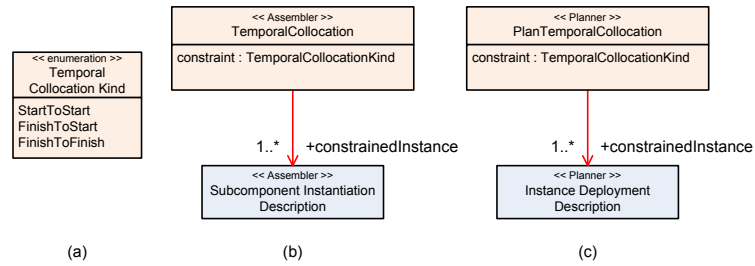 << enumeration >>
Temporal
Collocation Kind
StartToStart
FinishToStart
FinishToFinish
(a)
<< Assembler >>
TemporalCollocation
constraint : TemporalCollocationKind
1..* +constrainedInstance
<< Assembler >>
Subcomponent Instantiation
Description
(b)
<< Planner >>
PlanTemporalCollocation
constraint : TemporalCollocationKind
1..* +constrainedInstance
<< Planner >>
Instance Deployment
Description
(c)